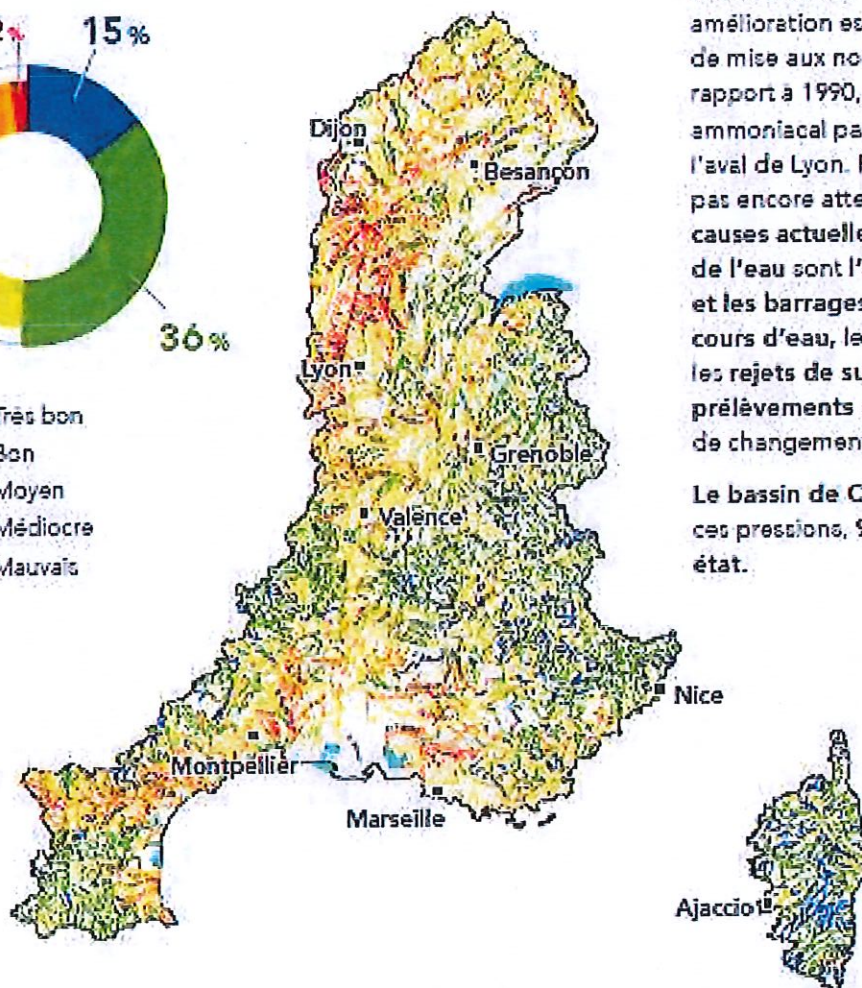 2%
15%
36%
Très bon
Bon
Moyen
Médiocre
Mauvais
Dijon
Besançon
Lyon
Grenoble
Valence
Nice
Montpellier
Marseille
Ajaccio
amélioration es
de mise aux no
rapport à 1990,
ammoniacal pa
l'aval de Lyon.
pas encore atte
causes actuelle
de l'eau sont l'
et les barrages
cours d'eau, le
les rejets de su
prélèvements
de changemen
Le bassin de C
ces pressions, 9
état.